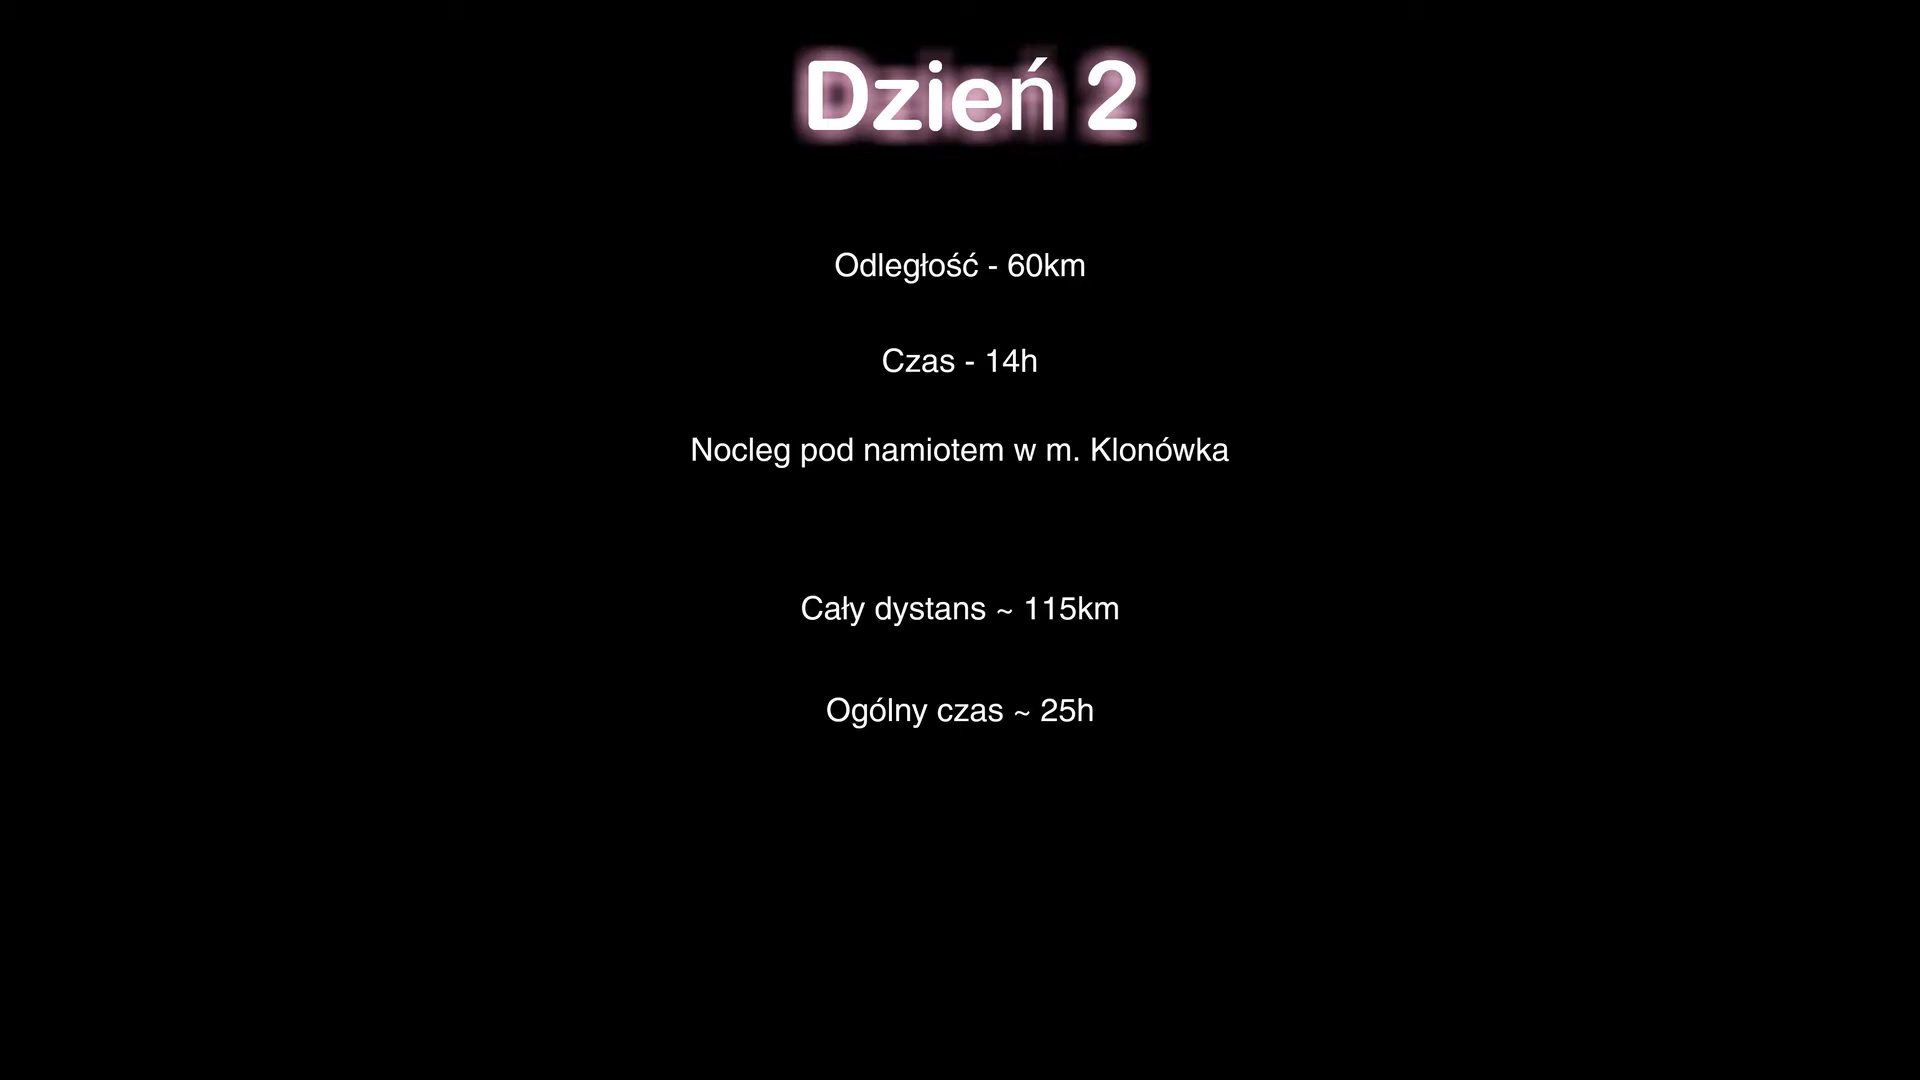 Dzień 2
Odległość - 60km
Czas - 14h
Nocleg pod namiotem w m. Klonówka
Cały dystans ~ 115km
Ogólny czas ~ 25h